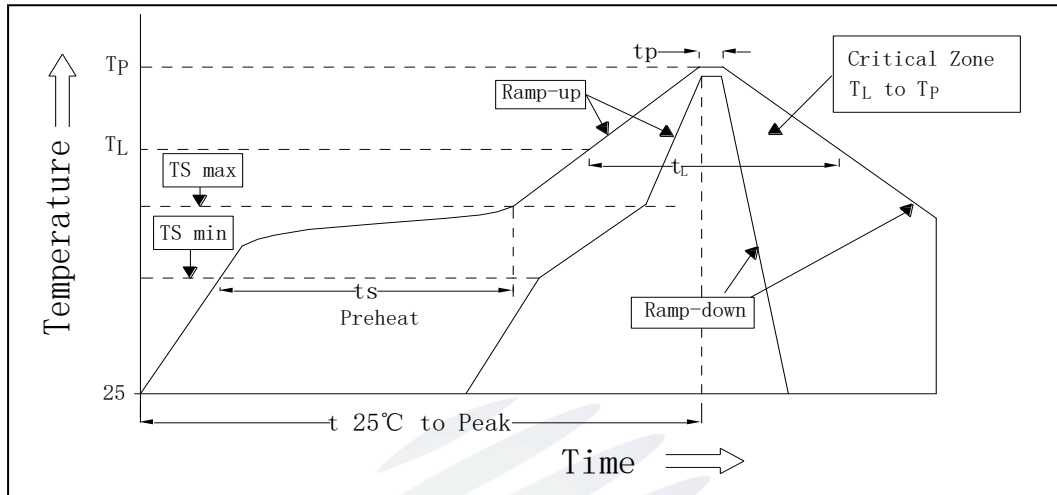 tp
TP
Critical Zone
TL to TP
Ramp-up
TL
tL
TS max
TS min
ts
Preheat
Ramp-down
25
t 25℃ to Peak
Temperature
Time